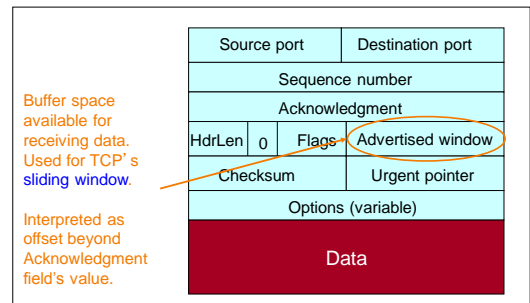 Source port Destination port
Sequence number
Acknowledgment
HdrLen 0 Flags Advertised window
Checksum Urgent pointer
Options (variable)
Data
Buffer space
available for
receiving data.
Used for TCP’s
sliding window.
Interpreted as
offset beyond
Acknowledgment
field's value.